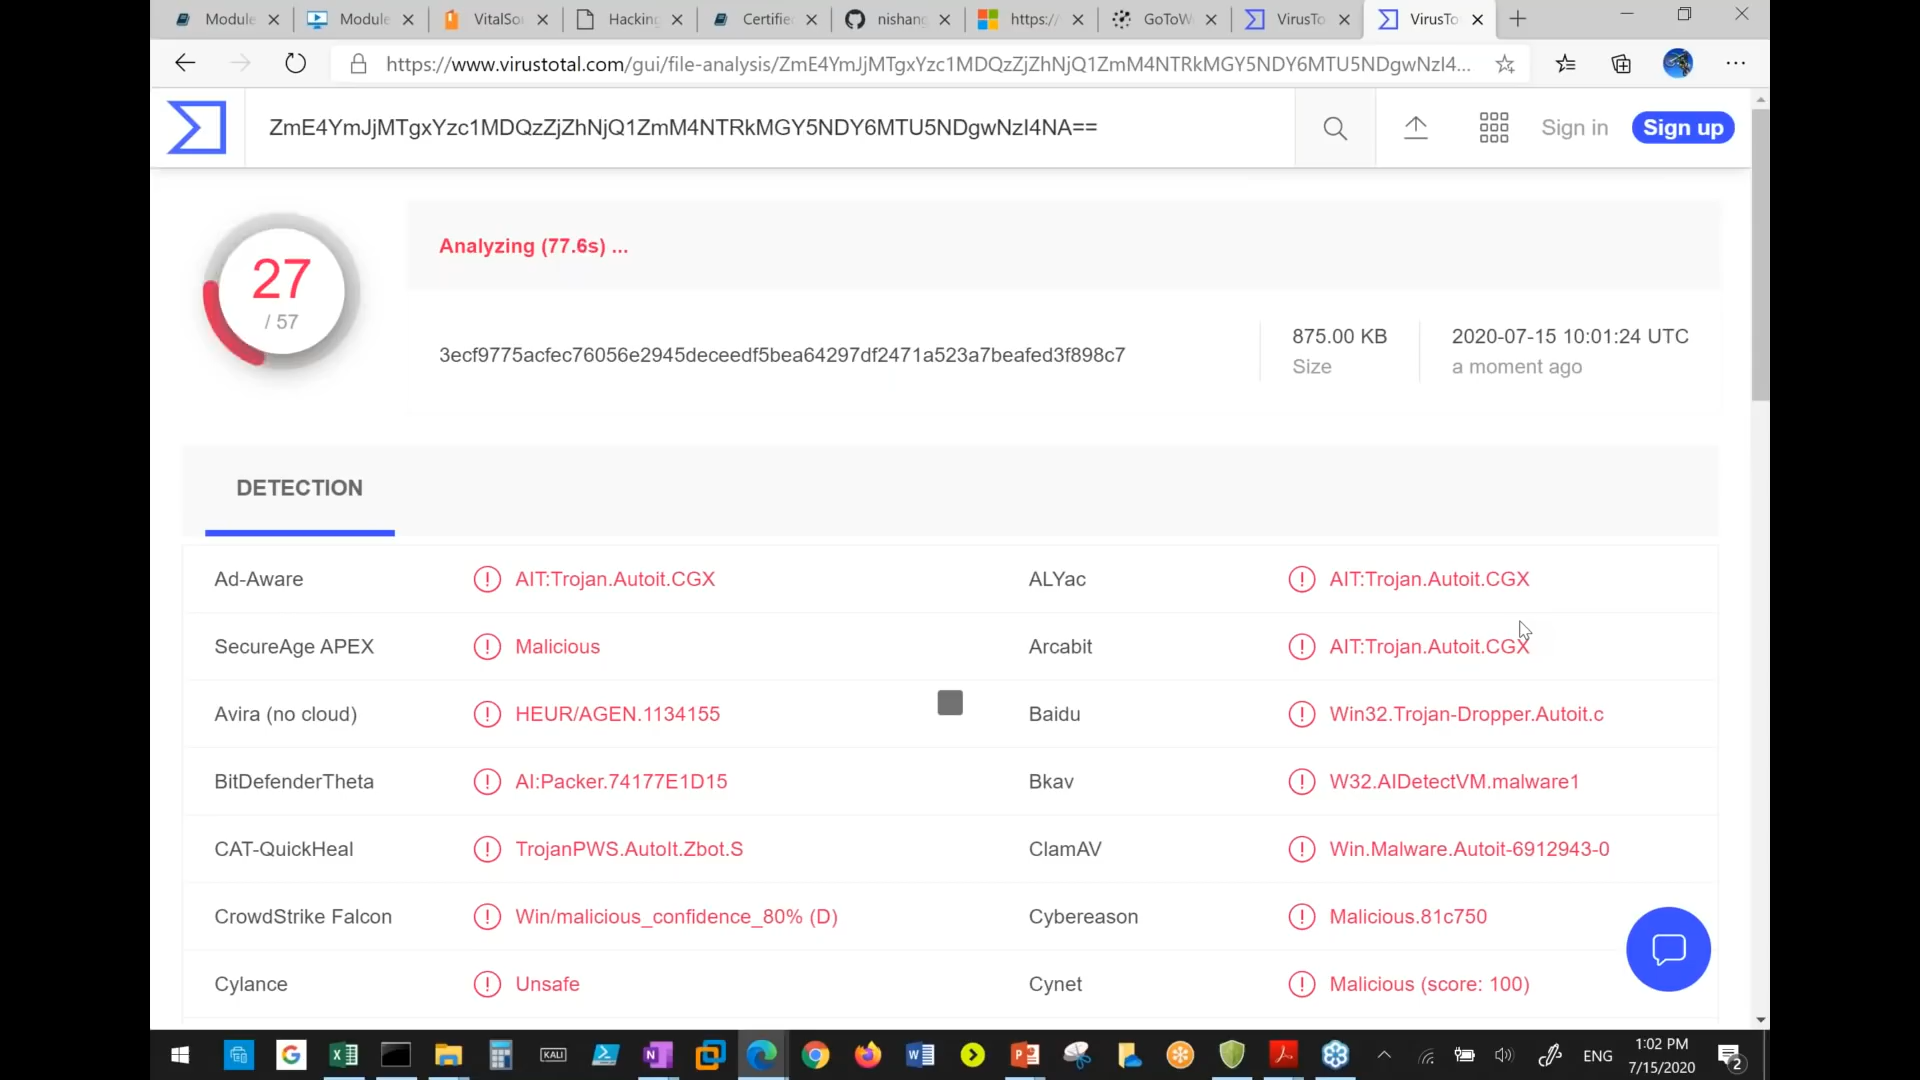 Module
Module
VitalSo
Hacking
Certified
nishang
https://
GoToW
VirusTo
VirusTo
https://www.virustotal.com/gui/file-analysis/ZmE4YmJjMTgxYzc1MDQzZjZhNjQ1ZmM4NTRkMGY5NDY6MTU5NDgwNzI4...
ZmE4YmJjMTgxYzc1MDQzZjZhNjQ1ZmM4NTRkMGY5NDY6MTU5NDgwNzI4NA==
Sign in
Sign up
27
/ 57
Analyzing (77.6s) ...
3ecf9775acfec76056e2945deceedf5bea64297df2471a523a7beafed3f898c7
875.00 KB
Size
2020-07-15 10:01:24 UTC
a moment ago
DETECTION
Ad-Aware
AIT:Trojan.Autoit.CGX
ALYac
AIT:Trojan.Autoit.CGX
SecureAge APEX
Malicious
Arcabit
AIT:Trojan.Autoit.CGX
Avira (no cloud)
HEUR/AGEN.1134155
Baidu
Win32.Trojan-Dropper.Autoit.c
BitDefenderTheta
AI:Packer.74177E1D15
Bkav
W32.AIDetectVM.malware1
CAT-QuickHeal
TrojanPWS.AutoIt.Zbot.S
ClamAV
Win.Malware.Autoit-6912943-0
CrowdStrike Falcon
Win/malicious_confidence_80% (D)
Cybereason
Malicious.81c750
Cylance
Unsafe
Cynet
Malicious (score: 100)
KALI
ENG
1:02 PM
7/15/2020
2